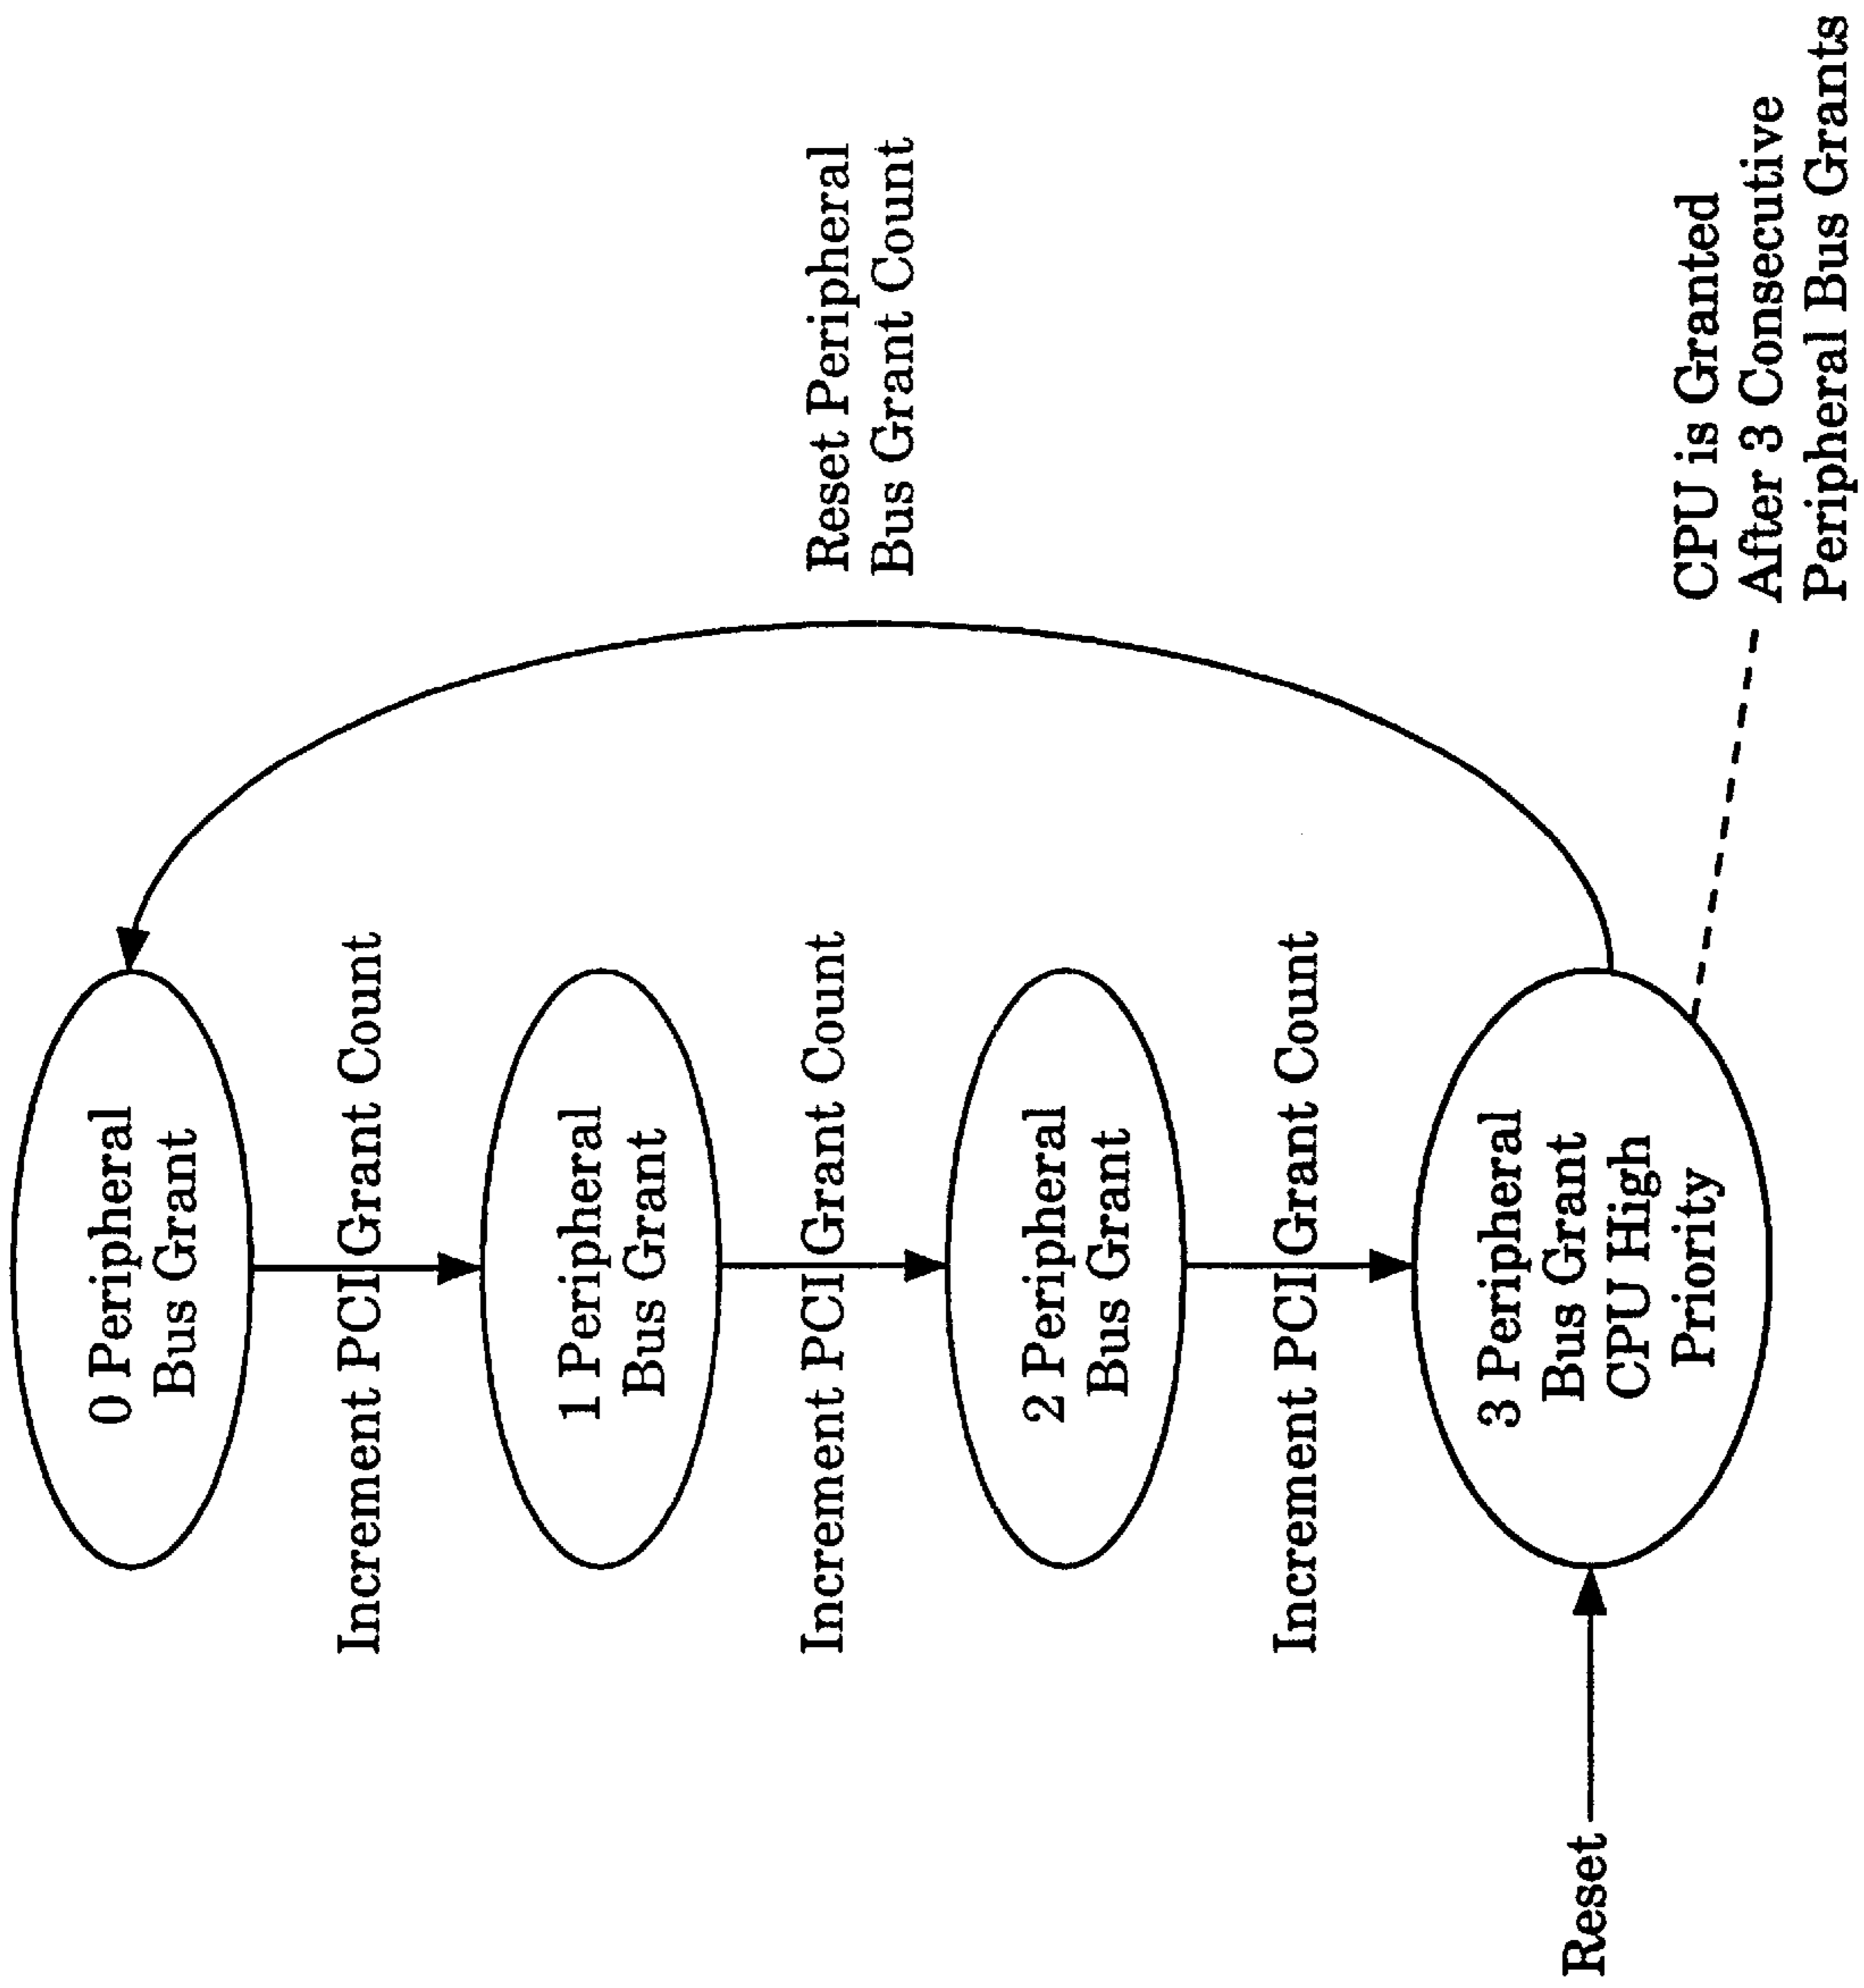 0 Peripheral
Bus Grant
Increment PCI Grant Count
1 Peripheral
Bus Grant
Increment PCI Grant Count
2 Peripheral
Bus Grant
Increment PCI Grant Count
3 Peripheral
Bus Grant
CPU High
Priority
Reset
Reset Peripheral
Bus Grant Count
CPU is Granted
After 3 Consecutive
Peripheral Bus Grants